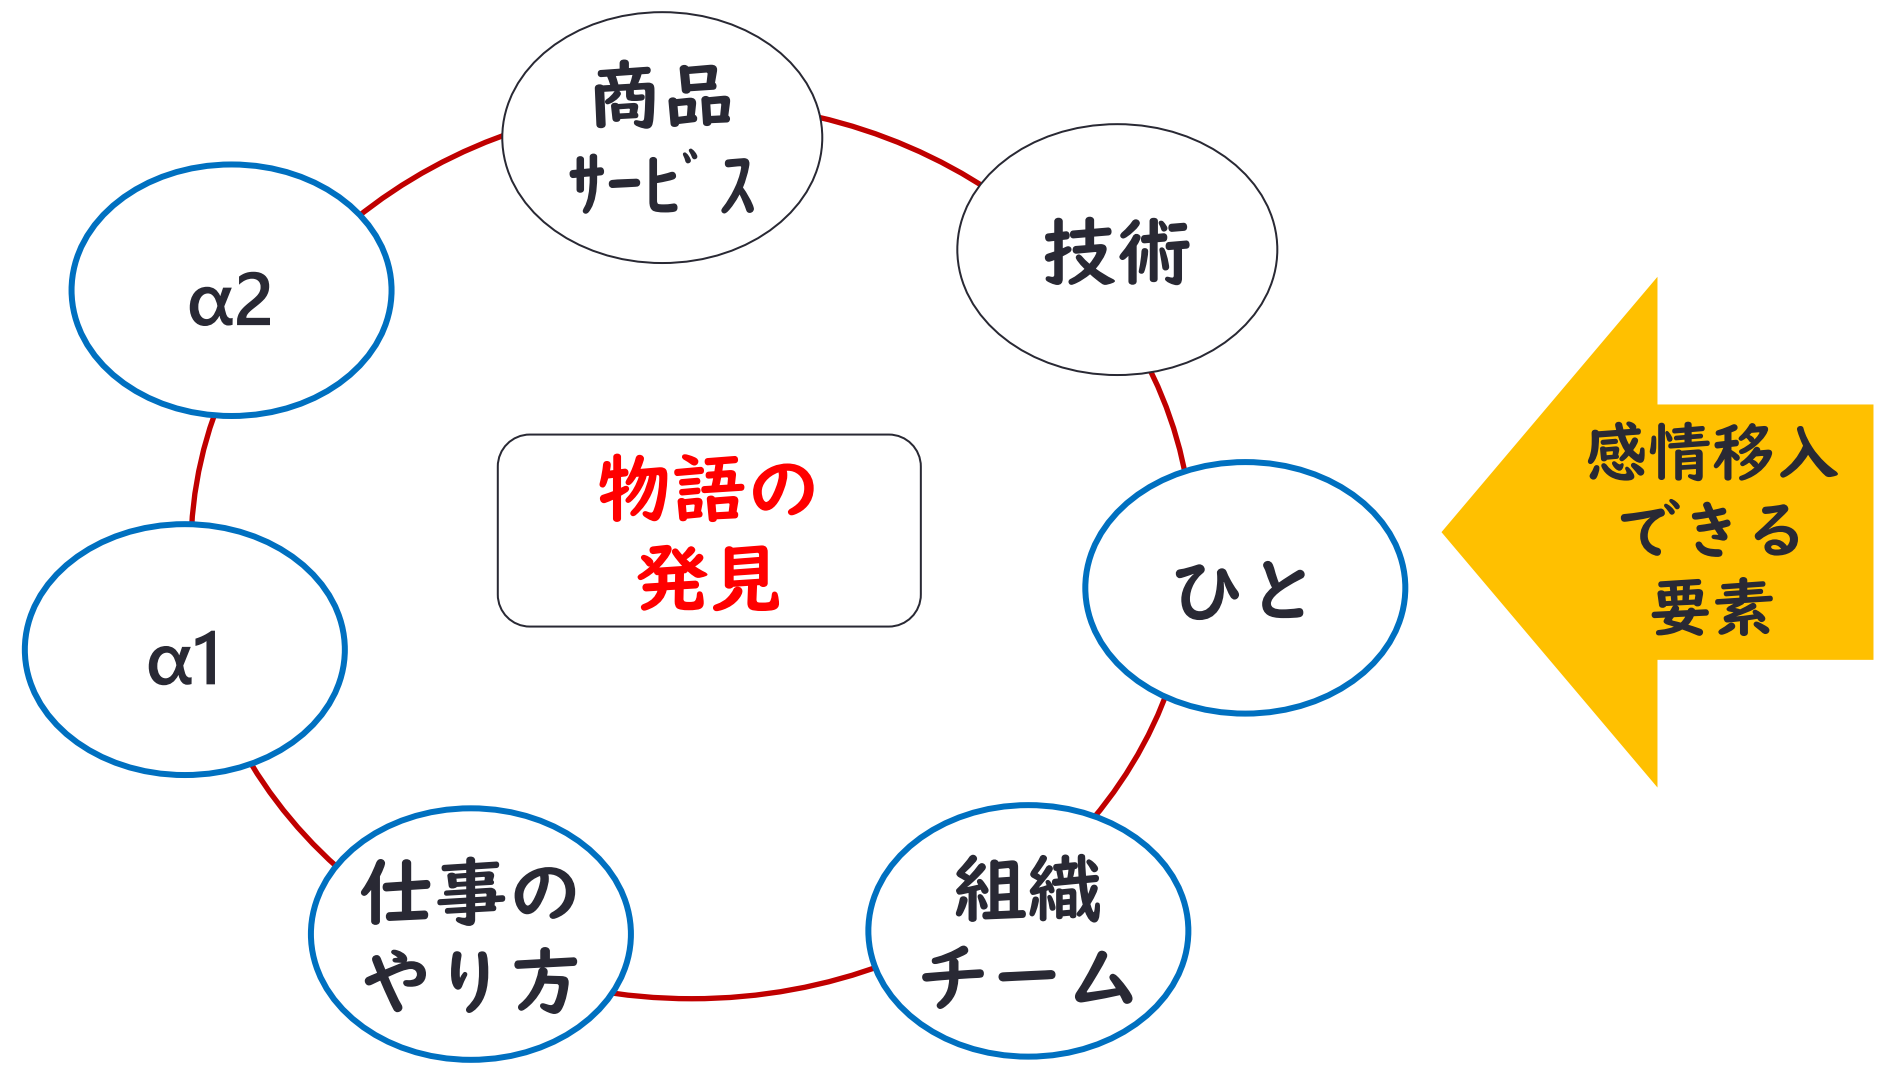 商品
ｻｰﾋﾞｽ
技術
α2
物語の
発見
感情移入
できる
要素
ひと
α1
仕事の
やり方
組織
チーム